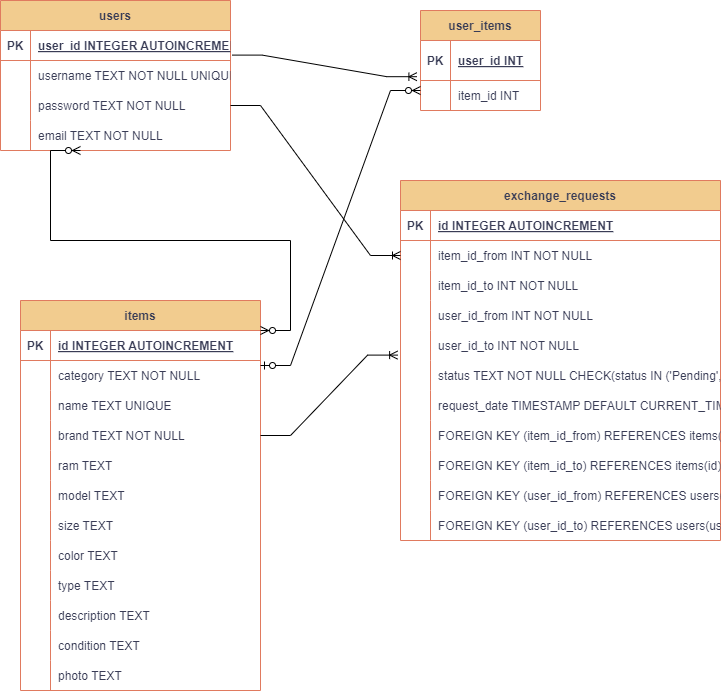 users
PK user_id INTEGER AUTOINCREME
username TEXT NOT NULL UNIQU
password TEXT NOT NULL
email TEXT NOT NULL
user_items
PK user_id INT
item_id INT
exchange_requests
PK id INTEGER AUTOINCREMENT
item_id_from INT NOT NULL
item_id_to INT NOT NULL
user_id_from INT NOT NULL
user_id_to INT NOT NULL
status TEXT NOT NULL CHECK(status IN ('Pending',
request_date TIMESTAMP DEFAULT CURRENT_TIM
FOREIGN KEY (item_id_from) REFERENCES items(
FOREIGN KEY (item_id_to) REFERENCES items(id)
FOREIGN KEY (user_id_from) REFERENCES users
FOREIGN KEY (user_id_to) REFERENCES users(us
items
PK id INTEGER AUTOINCREMENT
category TEXT NOT NULL
name TEXT UNIQUE
brand TEXT NOT NULL
ram TEXT
model TEXT
size TEXT
color TEXT
type TEXT
description TEXT
condition TEXT
photo TEXT